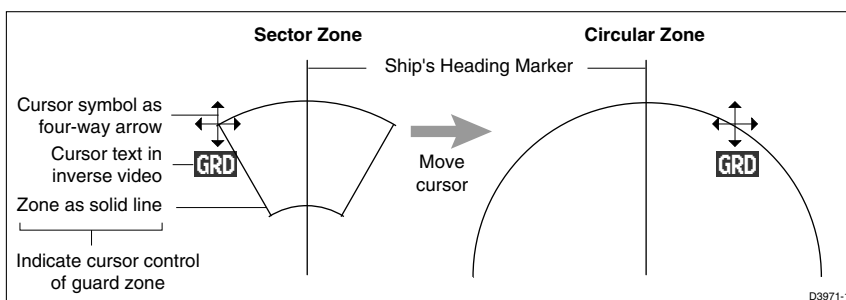 Sector Zone
Circular Zone
Ship's Heading Marker
Cursor symbol as
four-way arrow
Cursor text in
inverse video
GRD
Zone as solid line
Indicate cursor control
of guard zone
Move
cursor
GRD